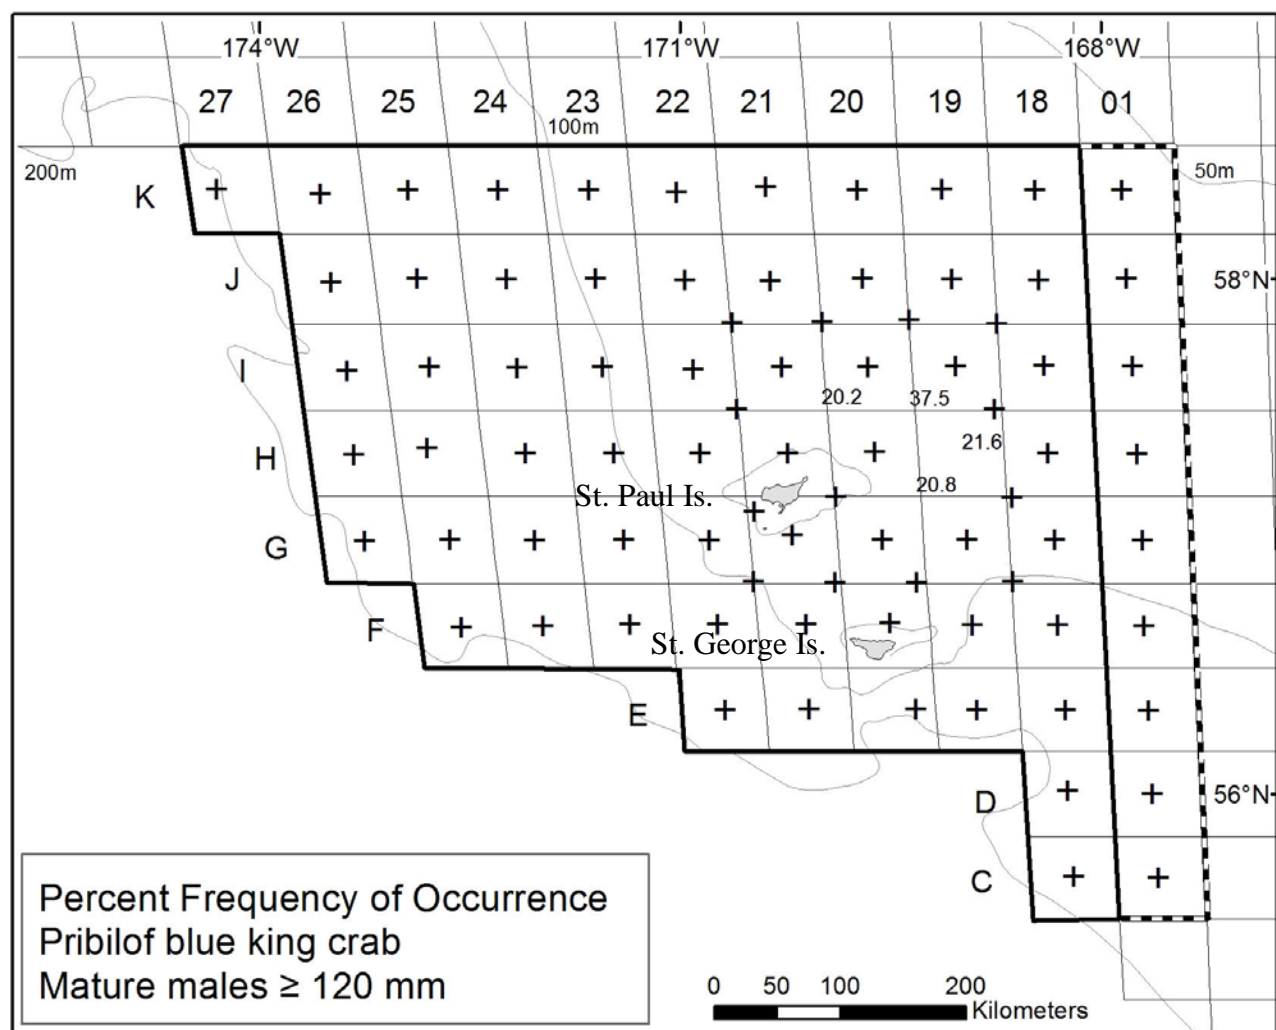 174°W 171°W 168°W
27 26 25 24 23 22 21 20 19 18 01
100m
200m
50m
K
J
58°N
I
20.2 37.5
H
21.6
20.8
St. Paul Is.
G
F
St. George Is.
E
D
56°N
C
Percent Frequency of Occurrence
Pribilof blue king crab
Mature males ≥ 120 mm
0 50 100 200
Kilometers